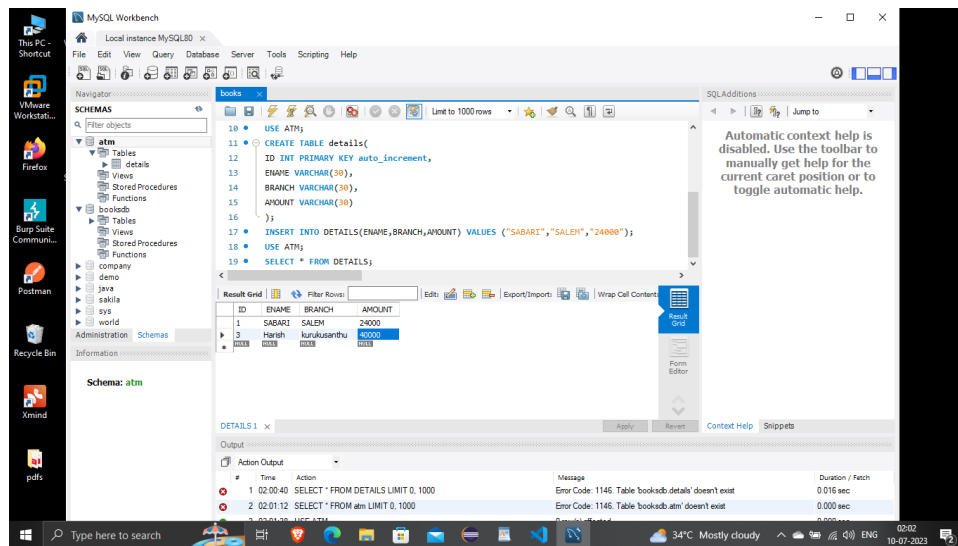 This PC - Shortcut
VMware Workstati...
Firefox
Burp Suite Communi...
Postman
Recycle Bin
Xmind
pdfs
MySQL Workbench
Local instance MySQL80
File Edit View Query Database Server Tools Scripting Help
Navigator
SCHEMAS
Filter objects
atm
Tables
details
Views
Stored Procedures
Functions
booksdb
Tables
Views
Stored Procedures
Functions
company
demo
java
sakila
sys
world
Administration Schemas
Information
Schema: atm
books
Limit to 1000 rows
10 USE ATM;
11 CREATE TABLE details(
12 ID INT PRIMARY KEY auto_increment,
13 ENAME VARCHAR(30),
14 BRANCH VARCHAR(30),
15 AMOUNT VARCHAR(30)
16 );
17 INSERT INTO DETAILS(ENAME,BRANCH,AMOUNT) VALUES ("SABARI","SALEM","24000");
18 USE ATM;
19 SELECT * FROM DETAILS;
Result Grid Filter Rows: Edit: Export/Import: Wrap Cell Content:
ID ENAME BRANCH AMOUNT
1 SABARI SALEM 24000
3 Harish kurukusanthu 40000
NULL NULL NULL NULL
Result Grid
Form Editor
DETAILS 1 Apply Revert
Output
Action Output
# Time Action Message Duration / Fetch
1 02:00:40 SELECT * FROM DETAILS LIMIT 0, 1000 Error Code: 1146. Table 'booksdb.details' doesn't exist 0.016 sec
2 02:01:12 SELECT * FROM atm LIMIT 0, 1000 Error Code: 1146. Table 'booksdb.atm' doesn't exist 0.000 sec
SQLAdditions
Jump to
Automatic context help is
disabled. Use the toolbar to
manually get help for the
current caret position or to
toggle automatic help.
Context Help Snippets
Type here to search
34°C Mostly cloudy
ENG
02:02
10-07-2023
2